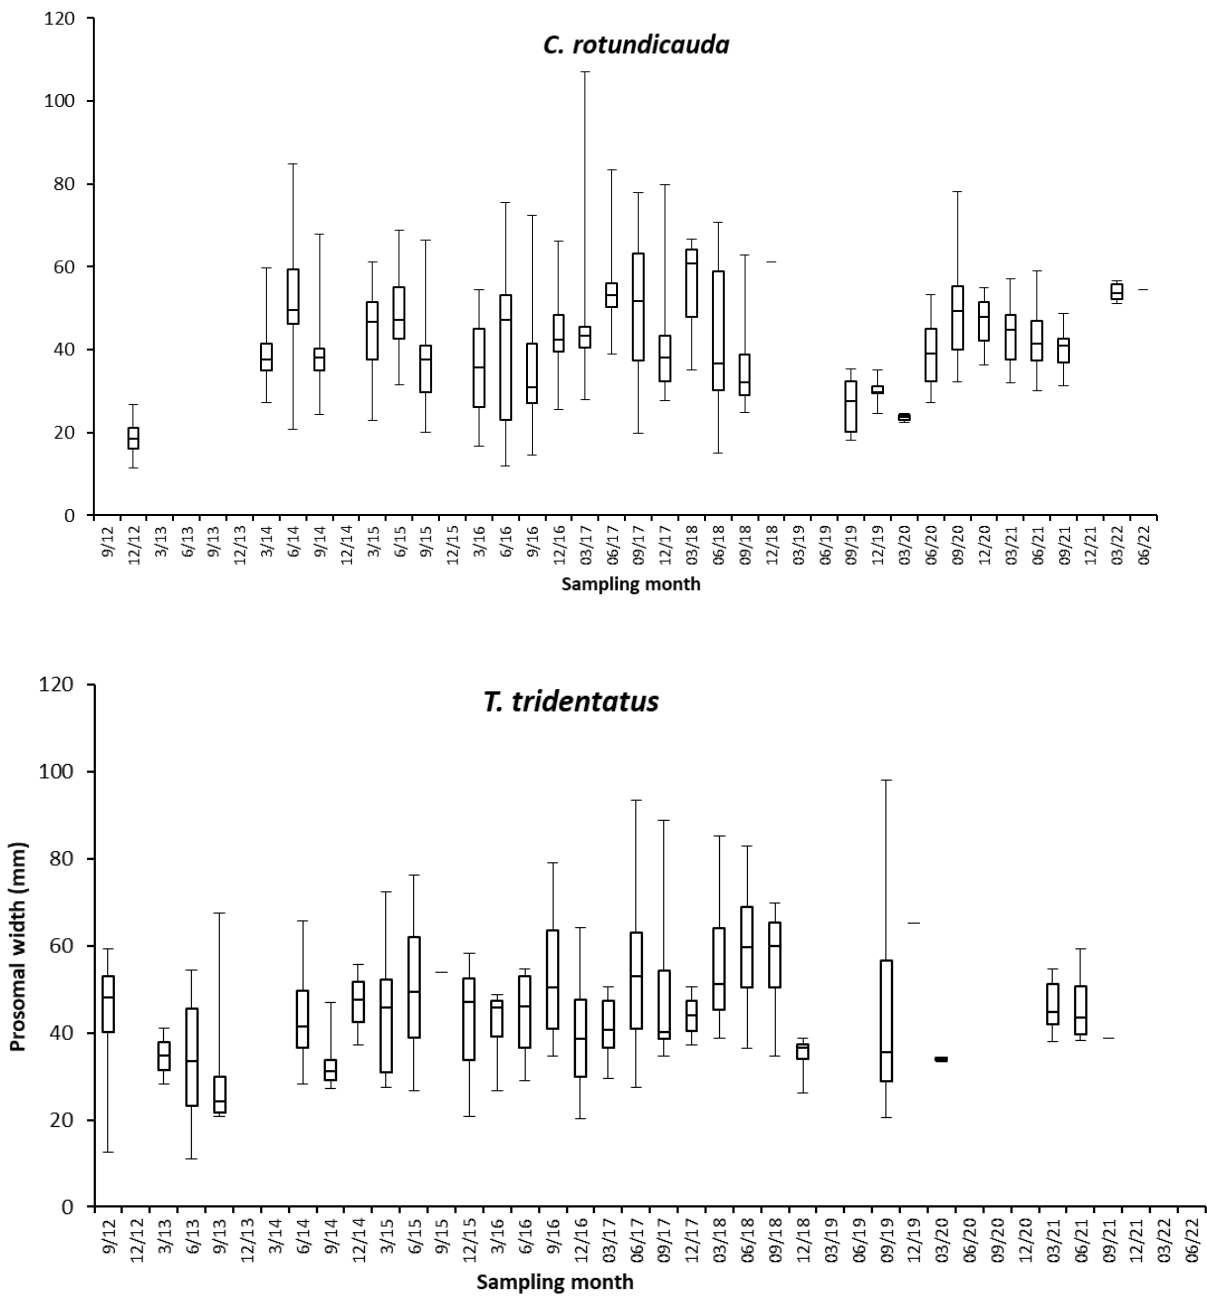 C. rotundicauda
120
100
80
60
40
20
0
9/12 12/12 3/13 6/13 9/13 12/13 3/14 6/14 9/14 12/14 3/15 6/15 9/15 12/15 3/16 6/16 9/16 12/16 03/17 06/17 09/17 12/17 03/18 06/18 09/18 12/18 03/19 06/19 09/19 12/19 03/20 06/20 09/20 12/20 03/21 06/21 09/21 12/21 03/22 06/22
Sampling month
T. tridentatus
Prosomal width (mm)
120
100
80
60
40
20
0
9/12 12/12 3/13 6/13 9/13 12/13 3/14 6/14 9/14 12/14 3/15 6/15 9/15 12/15 3/16 6/16 9/16 12/16 03/17 06/17 09/17 12/17 03/18 06/18 09/18 12/18 03/19 06/19 09/19 12/19 03/20 06/20 09/20 12/20 03/21 06/21 09/21 12/21 03/22 06/22
Sampling month